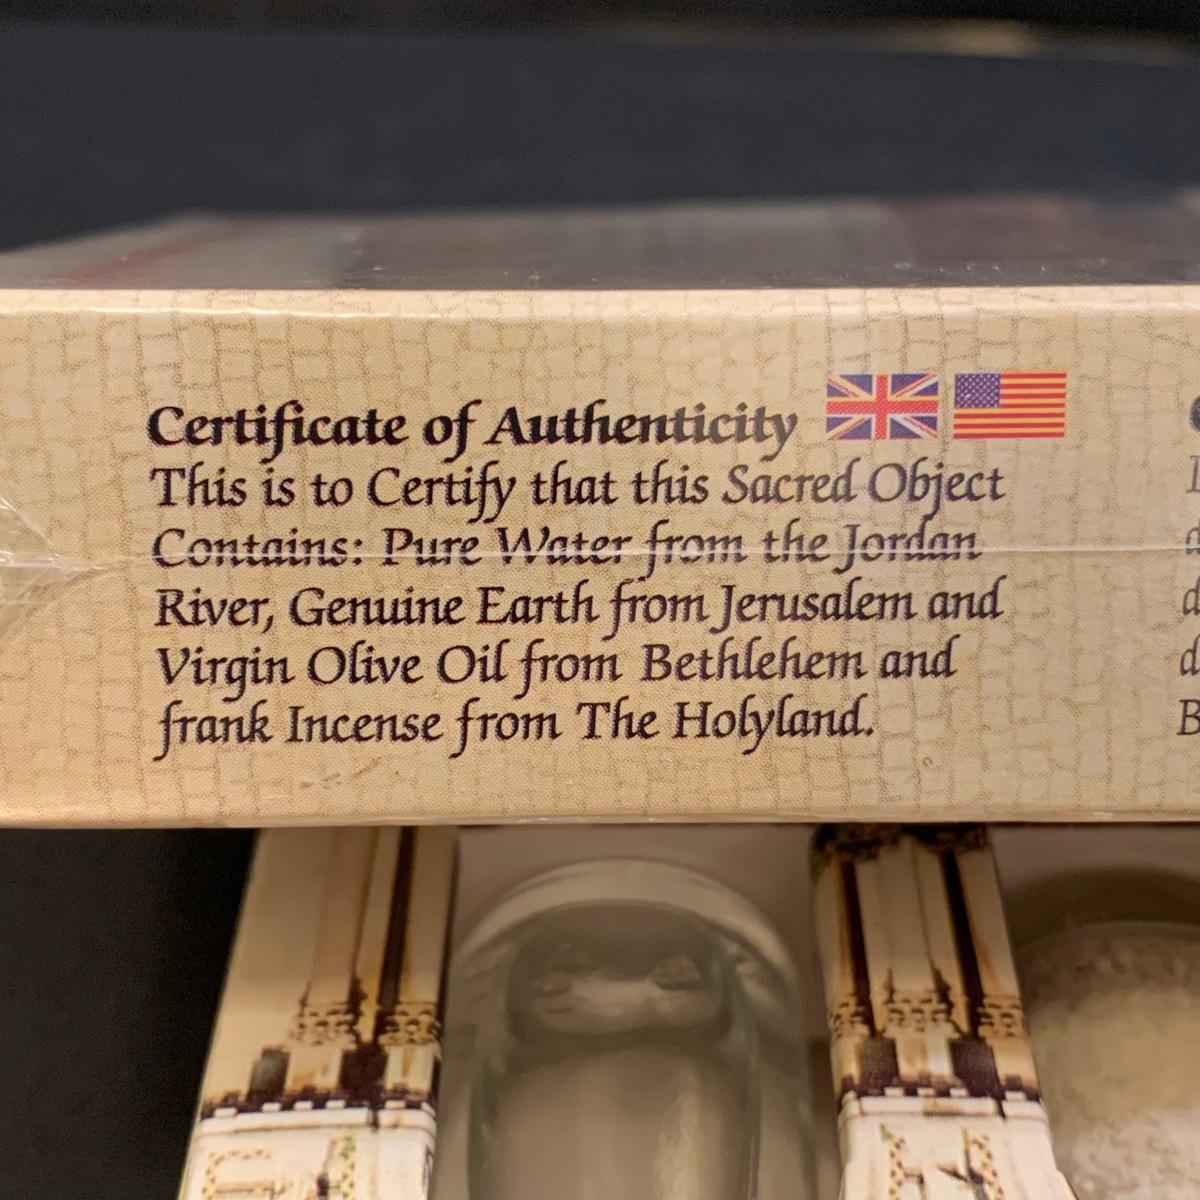 Certificate of Authenticity
This is to Certify that this Sacred Object
Contains: Pure Water from the Jordan
River, Genuine Earth from Jerusalem and
Virgin Olive Oil from Bethlehem and
frank Incense from The Holyland.